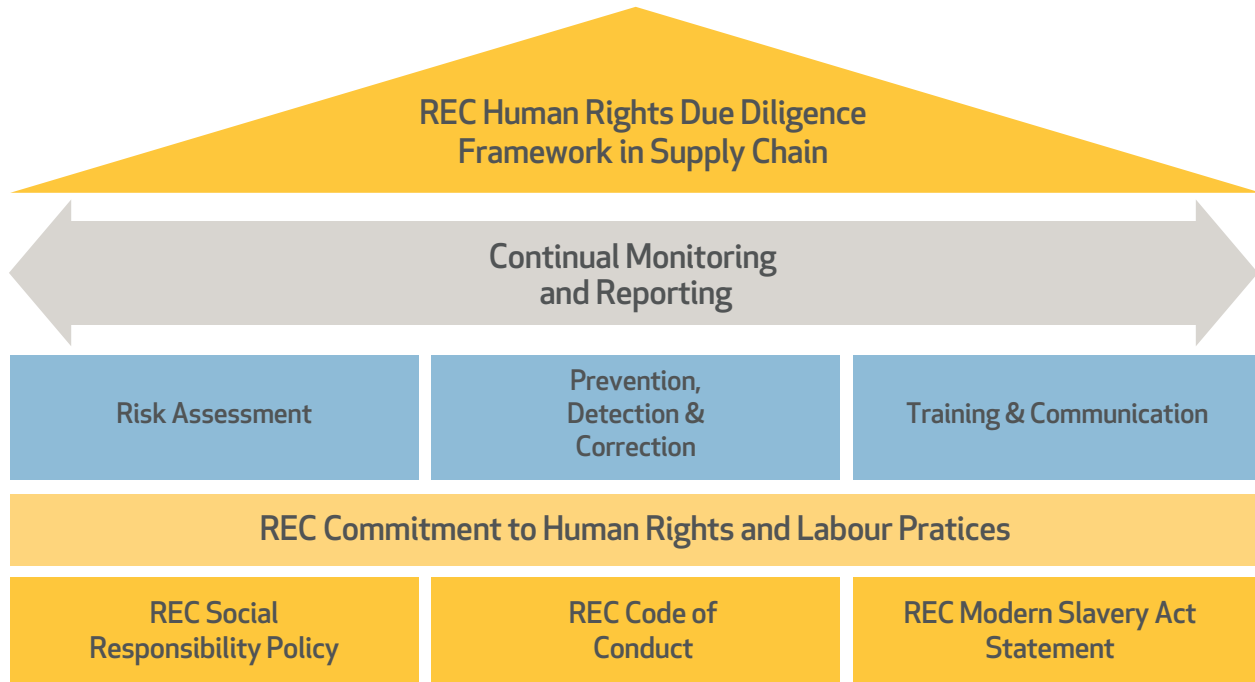 REC Human Rights Due Diligence
Framework in Supply Chain
Continual Monitoring
and Reporting
Risk Assessment
Prevention,
Detection &
Correction
Training & Communication
REC Commitment to Human Rights and Labour Pratices
REC Social
Responsibility Policy
REC Code of
Conduct
REC Modern Slavery Act
Statement